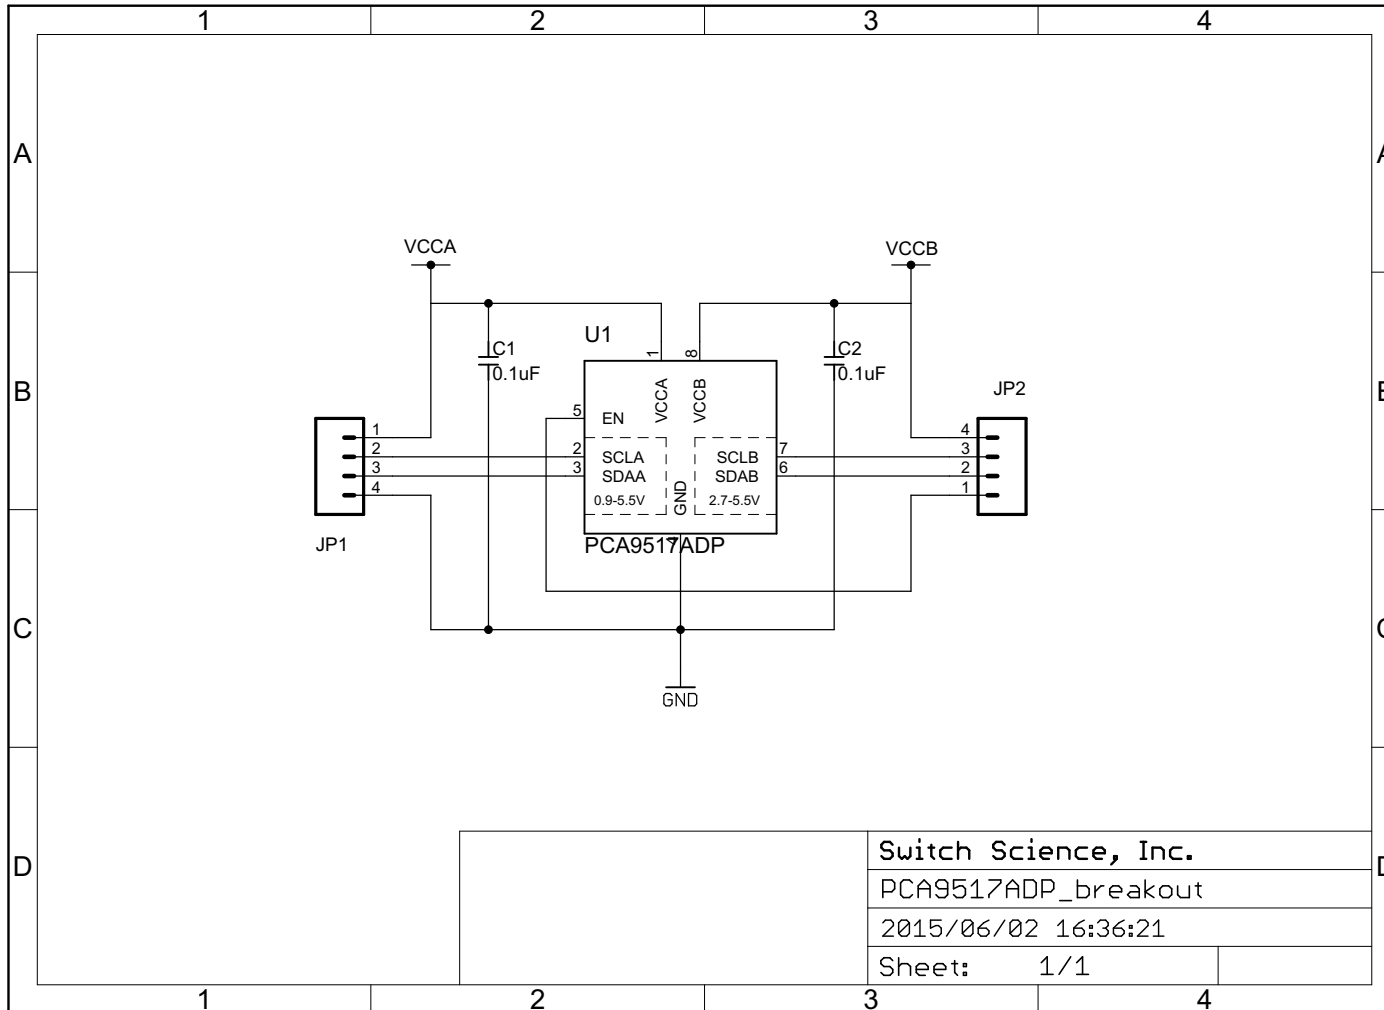 1 2 3 4
A A
VCCA VCCB
U1
1 8
C1 C2
0.1uF 0.1uF
VCCA VCCB
B B
JP2
5 EN
1 4
2 2 SCLA SCLB 7 3
3 3 SDAA SDAB 6 2
4 0.9-5.5V GND 2.7-5.5V 1
JP1 PCA9517ADP
4
C C
GND
D D
Switch Science, Inc.
PCA9517ADP_breakout
2015/06/02 16:36:21
Sheet: 1/1
1 2 3 4